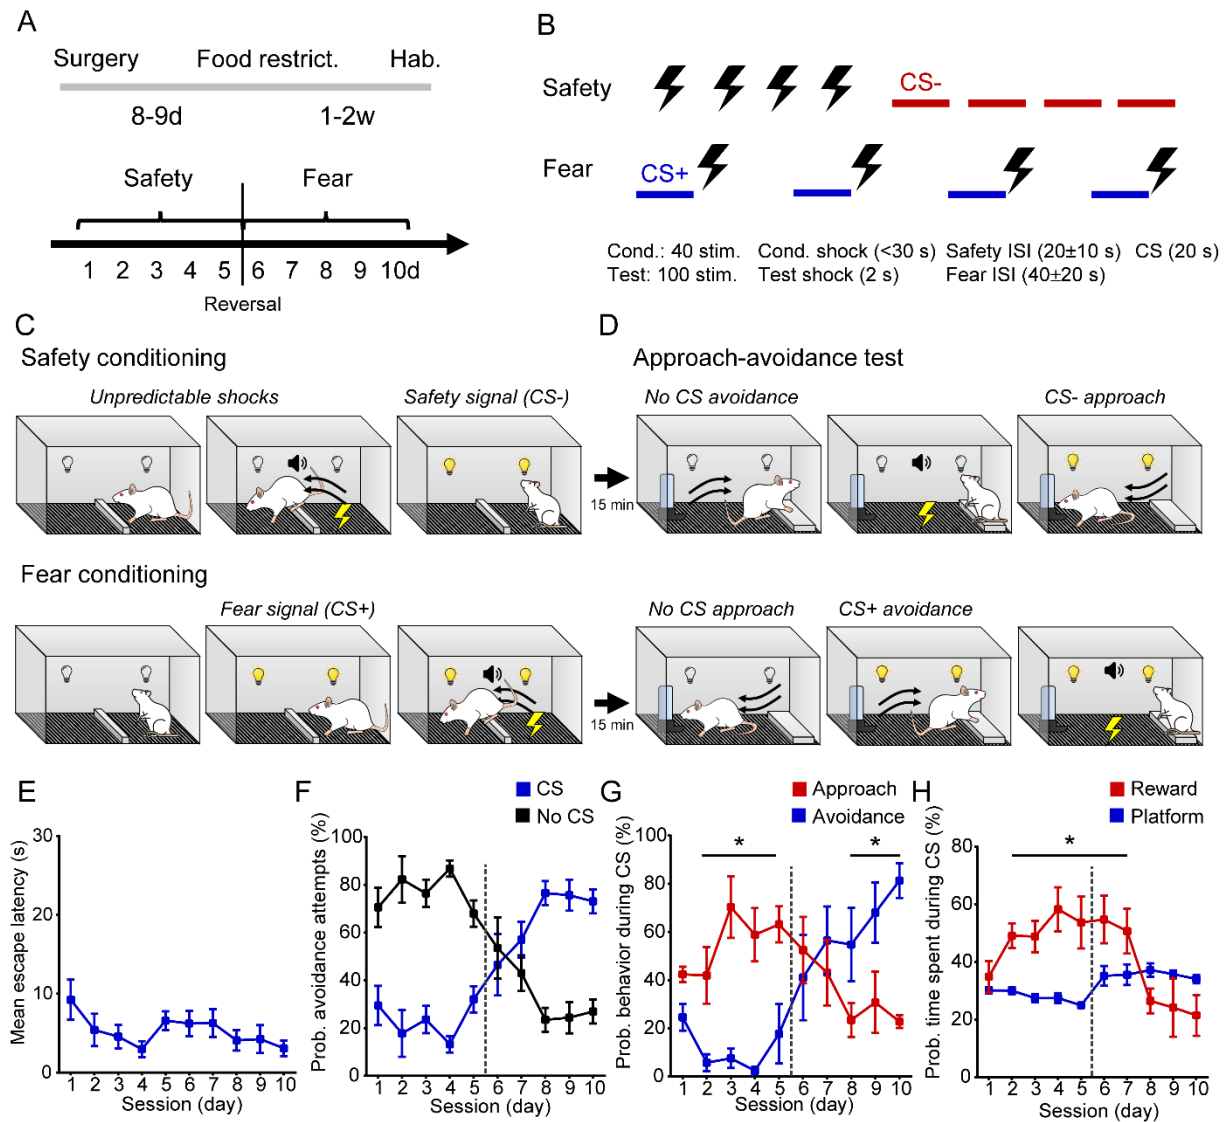 A
Surgery Food restrict. Hab.
8-9d 1-2w
Safety Fear
1 2 3 4 5 6 7 8 9 10d
Reversal
B
Safety CS-
Fear CS+
Cond.: 40 stim. Cond. shock (<30 s) Safety ISI (20±10 s) CS (20 s)
Test: 100 stim. Test shock (2 s) Fear ISI (40±20 s)
C
Safety conditioning
Unpredictable shocks Safety signal (CS-)
15 min
D
Approach-avoidance test
No CS avoidance CS- approach
Fear conditioning
Fear signal (CS+)
15 min
No CS approach CS+ avoidance
E
Mean escape latency (s)
30
20
10
0
1 2 3 4 5 6 7 8 9 10
Session (day)
F
CS
No CS
Prob. avoidance attempts (%)
100
80
60
40
20
0
1 2 3 4 5 6 7 8 9 10
Session (day)
G
Approach
Avoidance
Prob. behavior during CS (%)
100
80
60
40
20
0
* *
1 2 3 4 5 6 7 8 9 10
Session (day)
H
Reward
Platform
Prob. time spent during CS (%)
80
60
40
20
0
*
1 2 3 4 5 6 7 8 9 10
Session (day)